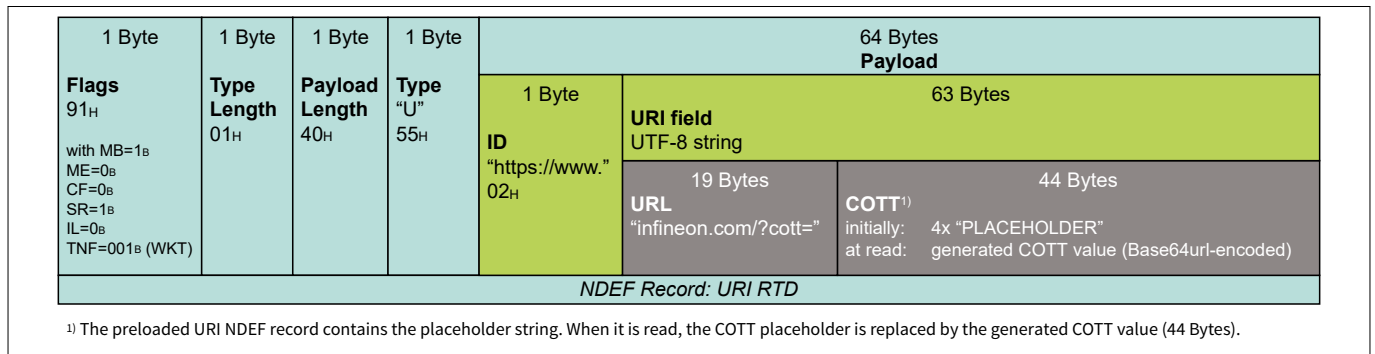 1 Byte
Flags
91H
with MB=1B
ME=0B
CF=0B
SR=1B
IL=0B
TNF=001B (WKT)
1 Byte
Type
Length
01H
1 Byte
Payload
Length
40H
1 Byte
Type
“U”
55H
64 Bytes
Payload
1 Byte
ID
“https://www.”
02H
63 Bytes
URI field
UTF-8 string
19 Bytes
URL
“infineon.com/?cott=”
44 Bytes
COTT1)
initially: 4x “PLACEHOLDER”
at read: generated COTT value (Base64url-encoded)
NDEF Record: URI RTD
1) The preloaded URI NDEF record contains the placeholder string. When it is read, the COTT placeholder is replaced by the generated COTT value (44 Bytes).